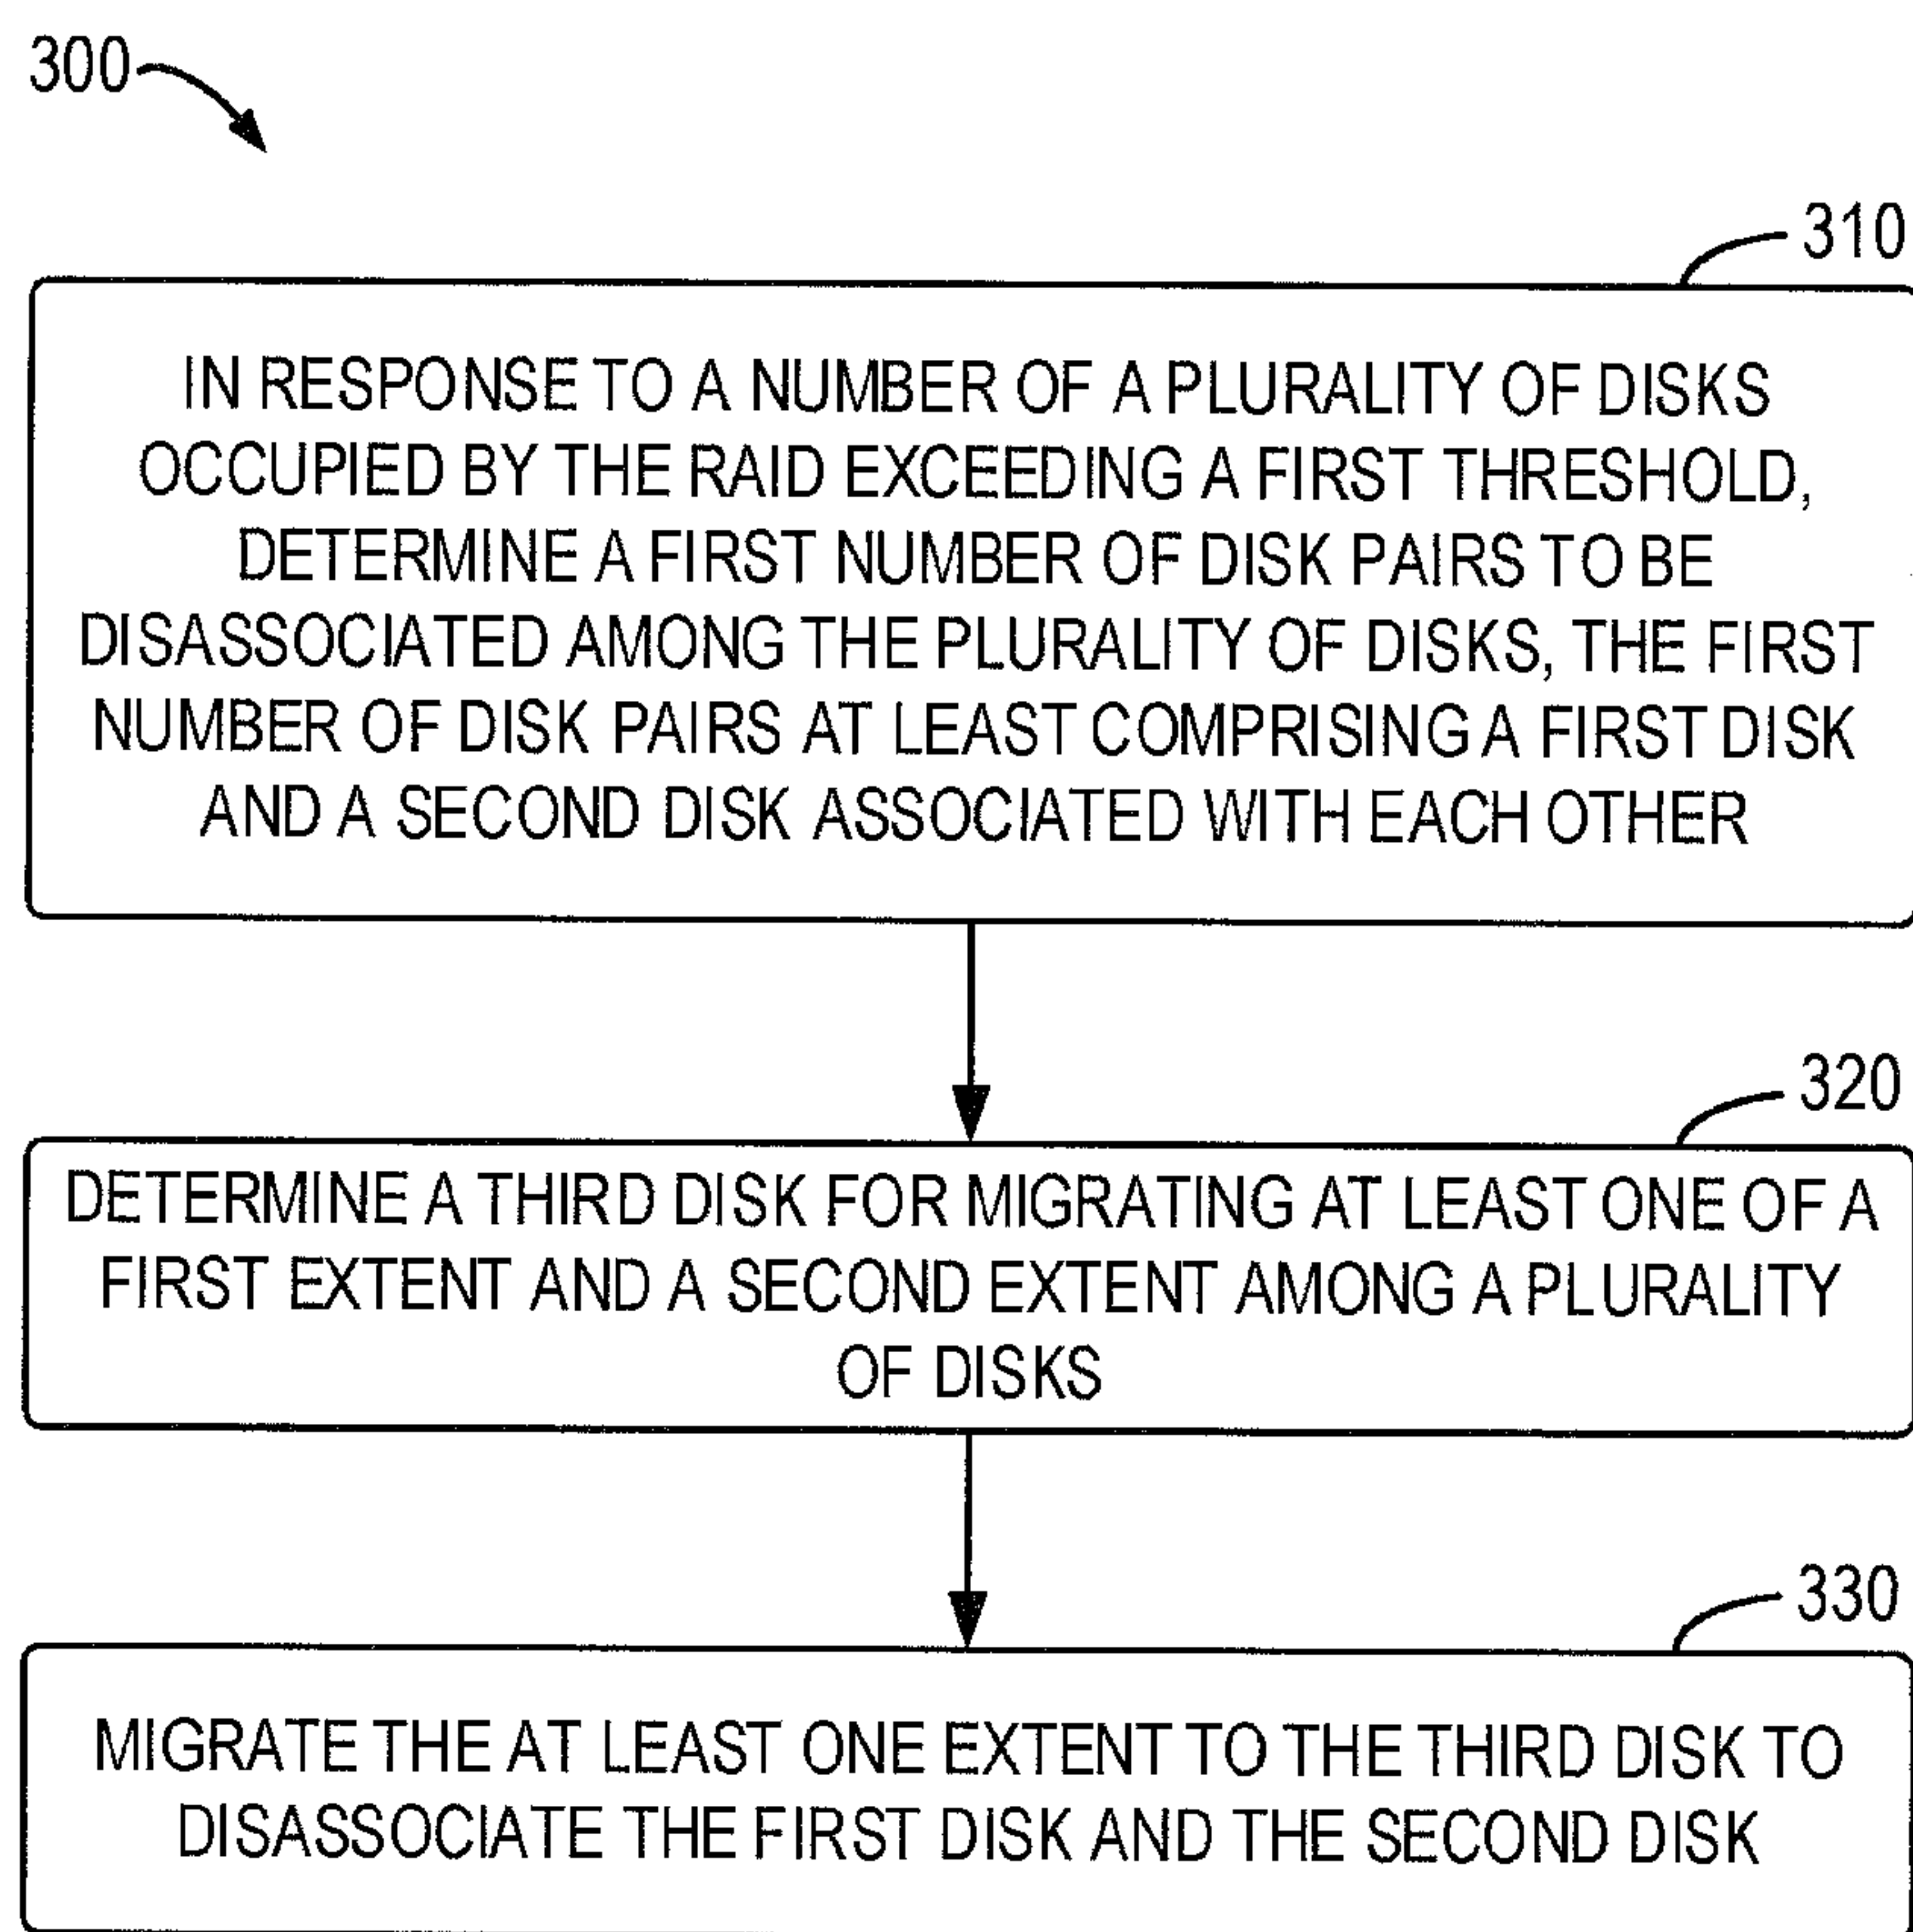 300
310
IN RESPONSE TO A NUMBER OF A PLURALITY OF DISKS
OCCUPIED BY THE RAID EXCEEDING A FIRST THRESHOLD,
DETERMINE A FIRST NUMBER OF DISK PAIRS TO BE
DISASSOCIATED AMONG THE PLURALITY OF DISKS, THE FIRST
NUMBER OF DISK PAIRS AT LEAST COMPRISING A FIRST DISK
AND A SECOND DISK ASSOCIATED WITH EACH OTHER
320
DETERMINE A THIRD DISK FOR MIGRATING AT LEAST ONE OF A
FIRST EXTENT AND A SECOND EXTENT AMONG A PLURALITY
OF DISKS
330
MIGRATE THE AT LEAST ONE EXTENT TO THE THIRD DISK TO
DISASSOCIATE THE FIRST DISK AND THE SECOND DISK